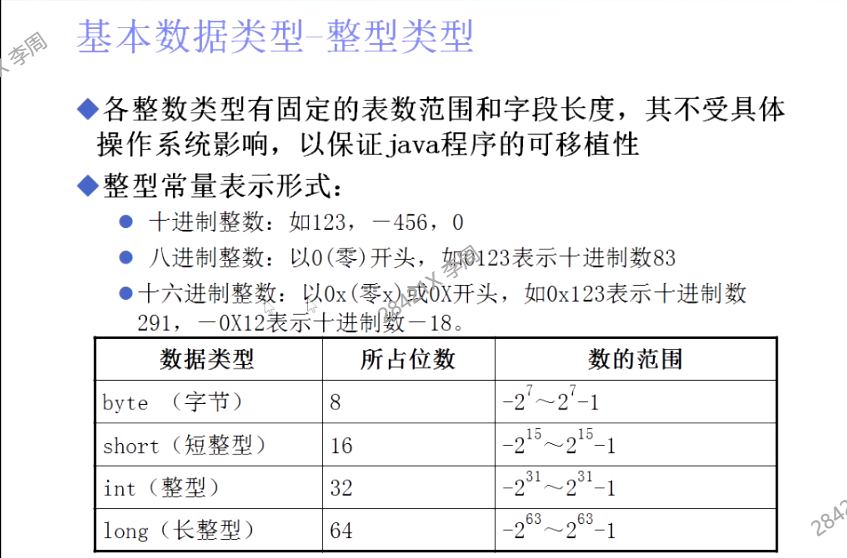 基本数据类型-整型类型
李周
◆各整数类型有固定的表数范围和字段长度，其不受具体
操作系统影响，以保证java程序的可移植性
◆整型常量表示形式：
● 十进制整数：如123，－456，0
● 八进制整数：以0(零)开头，如0123表示十进制数83
● 十六进制整数：以0x(零x)或0X开头，如0x123表示十进制数
291，－0X12表示十进制数－18。
李周
数据类型 所占位数 数的范围
byte （字节） 8 -2^7～2^7-1
short（短整型） 16 -2^15～2^15-1
int（整型） 32 -2^31～2^31-1
long（长整型） 64 -2^63～2^63-1